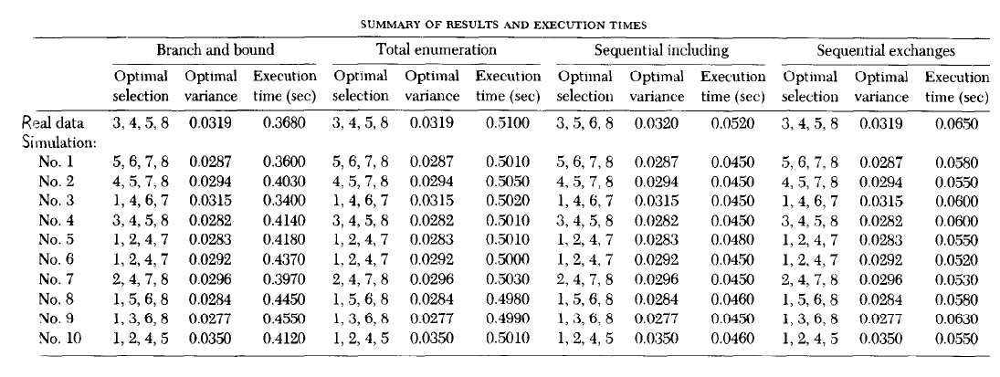 SUMMARY OF RESULTS AND EXECUTION TIMES
Branch and bound Total enumeration Sequential including Sequential exchanges
Optimal Optimal Execution Optimal Optimal Execution Optimal Optimal Execution Optimal Optimal Execution
selection variance time (sec) selection variance time (sec) selection variance time (sec) selection variance time (sec)
Real data 3, 4, 5, 8 0.0319 0.3680 3, 4, 5, 8 0.0319 0.5100 3, 5, 6, 8 0.0320 0.0520 3, 4, 5, 8 0.0319 0.0650
Simulation:
No. 1 5, 6, 7, 8 0.0287 0.3600 5, 6, 7, 8 0.0287 0.5010 5, 6, 7, 8 0.0287 0.0450 5, 6, 7, 8 0.0287 0.0580
No. 2 4, 5, 7, 8 0.0294 0.4030 4, 5, 7, 8 0.0294 0.5050 4, 5, 7, 8 0.0294 0.0450 4, 5, 7, 8 0.0294 0.0550
No. 3 1, 4, 6, 7 0.0315 0.3400 1, 4, 6, 7 0.0315 0.5020 1, 4, 6, 7 0.0315 0.0450 1, 4, 6, 7 0.0315 0.0600
No. 4 3, 4, 5, 8 0.0282 0.4140 3, 4, 5, 8 0.0282 0.5010 3, 4, 5, 8 0.0282 0.0450 3, 4, 5, 8 0.0282 0.0600
No. 5 1, 2, 4, 7 0.0283 0.4180 1, 2, 4, 7 0.0283 0.5010 1, 2, 4, 7 0.0283 0.0480 1, 2, 4, 7 0.0283 0.0550
No. 6 1, 2, 4, 7 0.0292 0.4370 1, 2, 4, 7 0.0292 0.5000 1, 2, 4, 7 0.0292 0.0450 1, 2, 4, 7 0.0292 0.0520
No. 7 2, 4, 7, 8 0.0296 0.3970 2, 4, 7, 8 0.0296 0.5030 2, 4, 7, 8 0.0296 0.0450 2, 4, 7, 8 0.0296 0.0530
No. 8 1, 5, 6, 8 0.0284 0.4450 1, 5, 6, 8 0.0284 0.4980 1, 5, 6, 8 0.0284 0.0460 1, 5, 6, 8 0.0284 0.0580
No. 9 1, 3, 6, 8 0.0277 0.4550 1, 3, 6, 8 0.0277 0.4990 1, 3, 6, 8 0.0277 0.0450 1, 3, 6, 8 0.0277 0.0630
No. 10 1, 2, 4, 5 0.0350 0.4120 1, 2, 4, 5 0.0350 0.5010 1, 2, 4, 5 0.0350 0.0460 1, 2, 4, 5 0.0350 0.0550